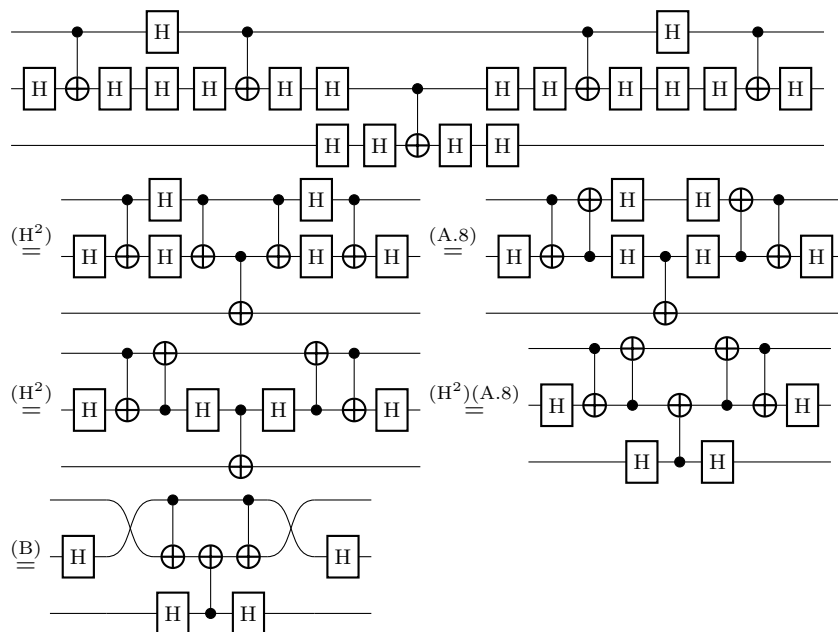 H H
H H H H H H H H H H H H
H H H H
H H H H
(H²)= H H H H (A.8)= H H H H
(H²)= H H H H (H²)(A.8)= H H
H H
(B)= H H
H H